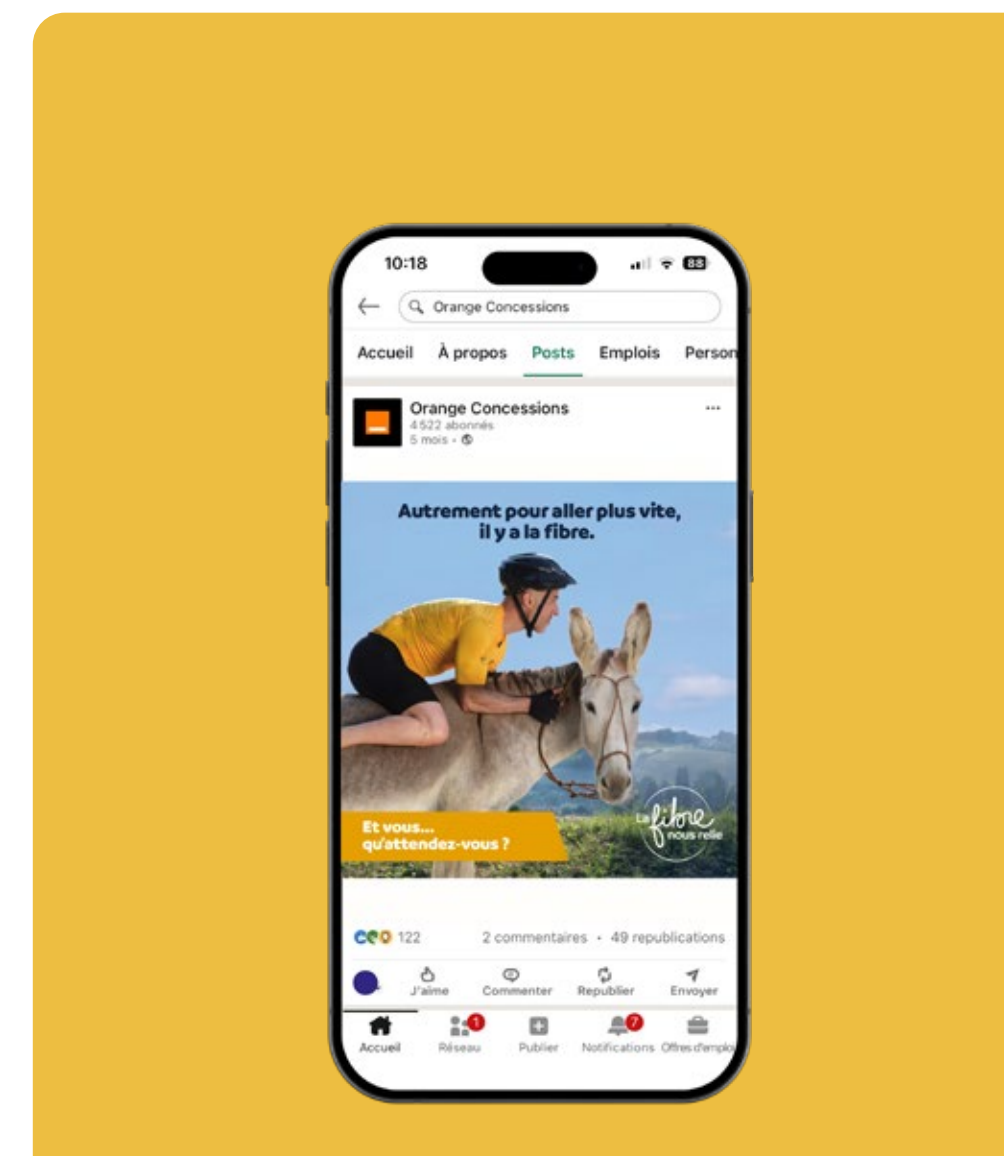 10:18
88
Orange Concessions
Accueil À propos Posts Emplois Person
Orange Concessions
4 522 abonnés
5 mois •
...
Autrement pour aller plus vite,
il y a la fibre.
Et vous...
qu'attendez-vous ?
La fibre
nous relie
122 2 commentaires • 49 republications
J'aime Commenter Republier Envoyer
1 7
Accueil Réseau Publier Notifications Offres d'emploi